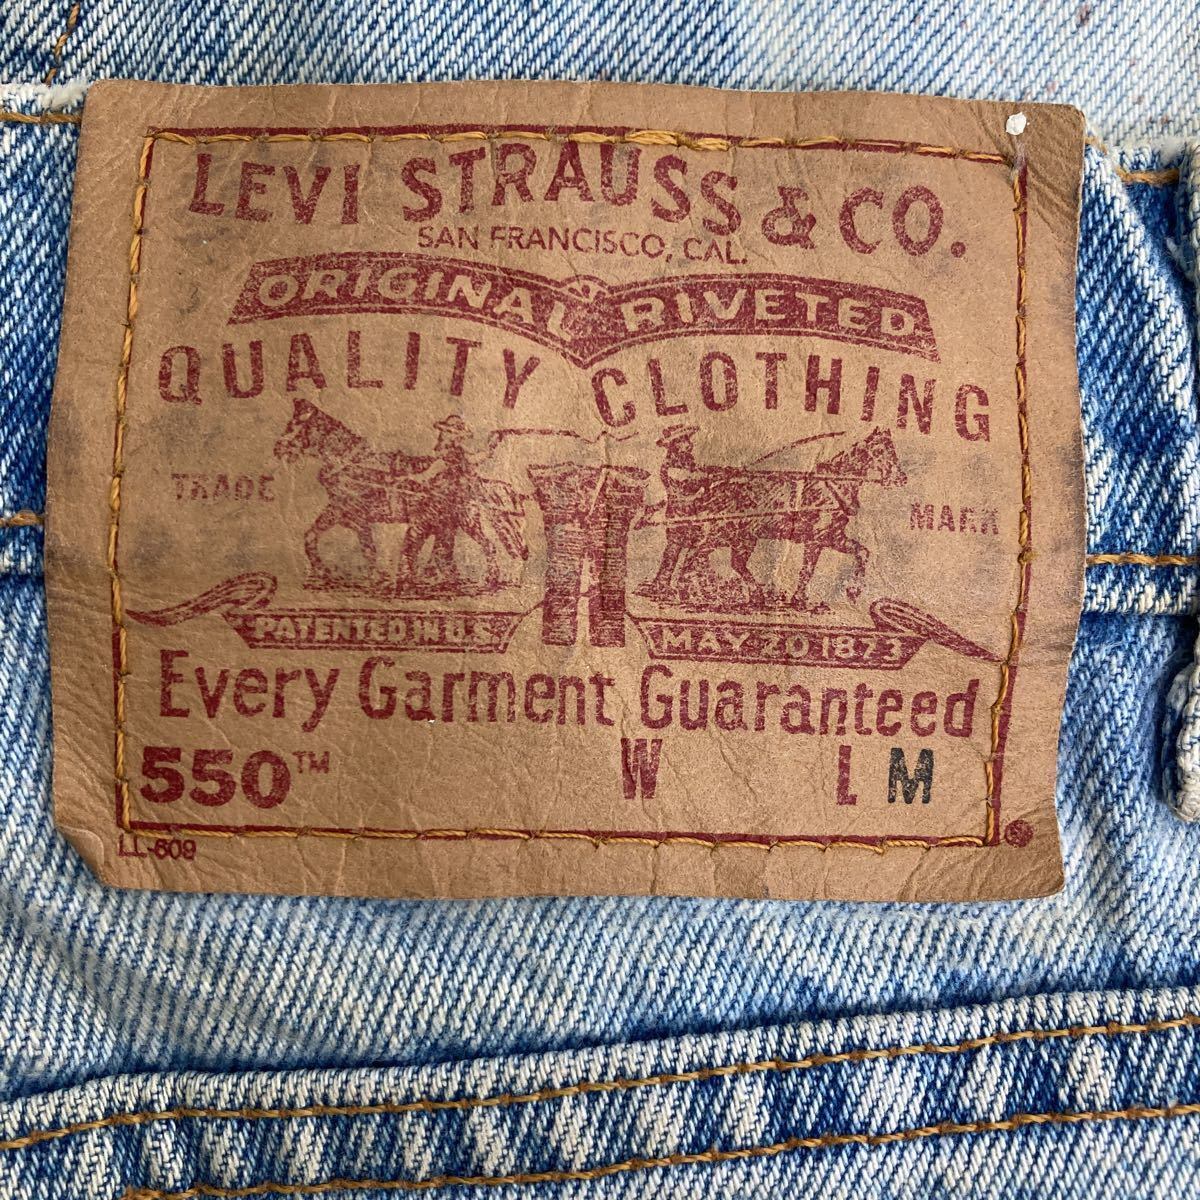 LEVI STRAUSS & CO.
SAN FRANCISCO, CAL.
ORIGINAL RIVETED
QUALITY CLOTHING
TRADE MARK
PATENTED IN U.S. MAY 20 1873
Every Garment Guaranteed
550™ W L M
LL-609 ®